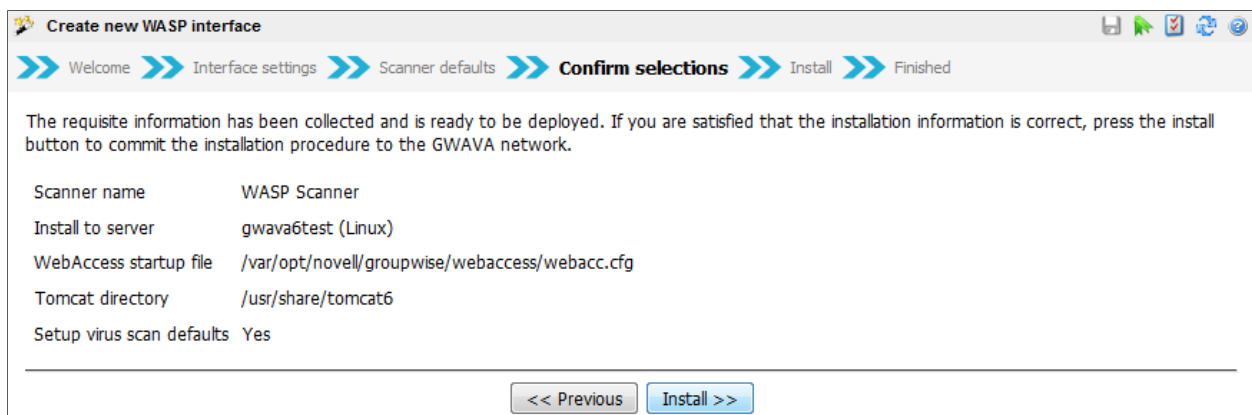 Create new WASP interface
Welcome Interface settings Scanner defaults Confirm selections Install Finished
The requisite information has been collected and is ready to be deployed. If you are satisfied that the installation information is correct, press the install
button to commit the installation procedure to the GWAVA network.
Scanner name WASP Scanner
Install to server gwava6test (Linux)
WebAccess startup file /var/opt/novell/groupwise/webaccess/webacc.cfg
Tomcat directory /usr/share/tomcat6
Setup virus scan defaults Yes
<< Previous Install >>